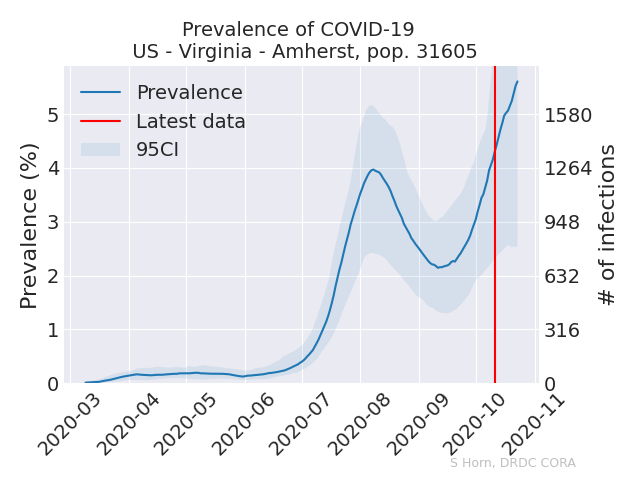 Prevalence of COVID-19
US - Virginia - Amherst, pop. 31605
Prevalence
Latest data
95CI
Prevalence (%)
5
4
3
2
1
0
1580
1264
948
632
316
0
# of infections
2020-03
2020-04
2020-05
2020-06
2020-07
2020-08
2020-09
2020-10
2020-11
S Horn, DRDC CORA